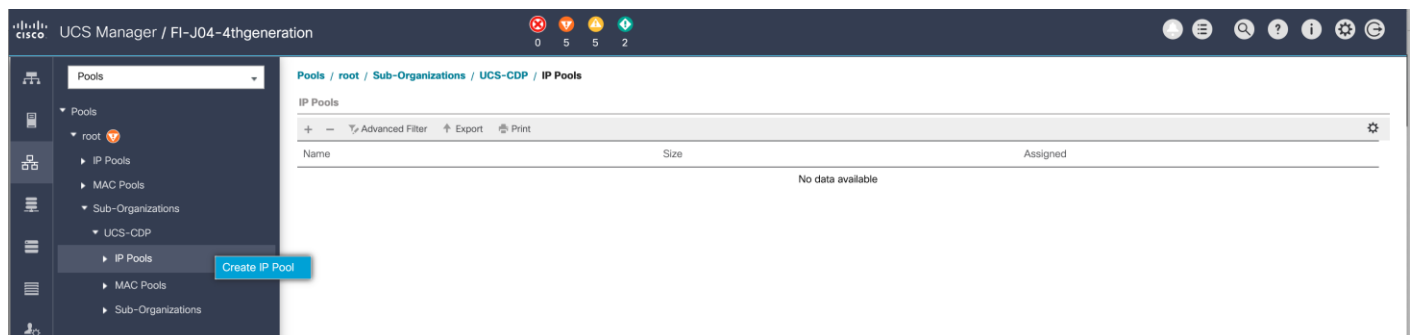 cisco UCS Manager / FI-J04-4thgeneration
0 5 5 2
Pools
Pools / root / Sub-Organizations / UCS-CDP / IP Pools
Pools
root
IP Pools
MAC Pools
Sub-Organizations
UCS-CDP
IP Pools
Create IP Pool
MAC Pools
Sub-Organizations
IP Pools
+ − Advanced Filter Export Print
Name Size Assigned
No data available